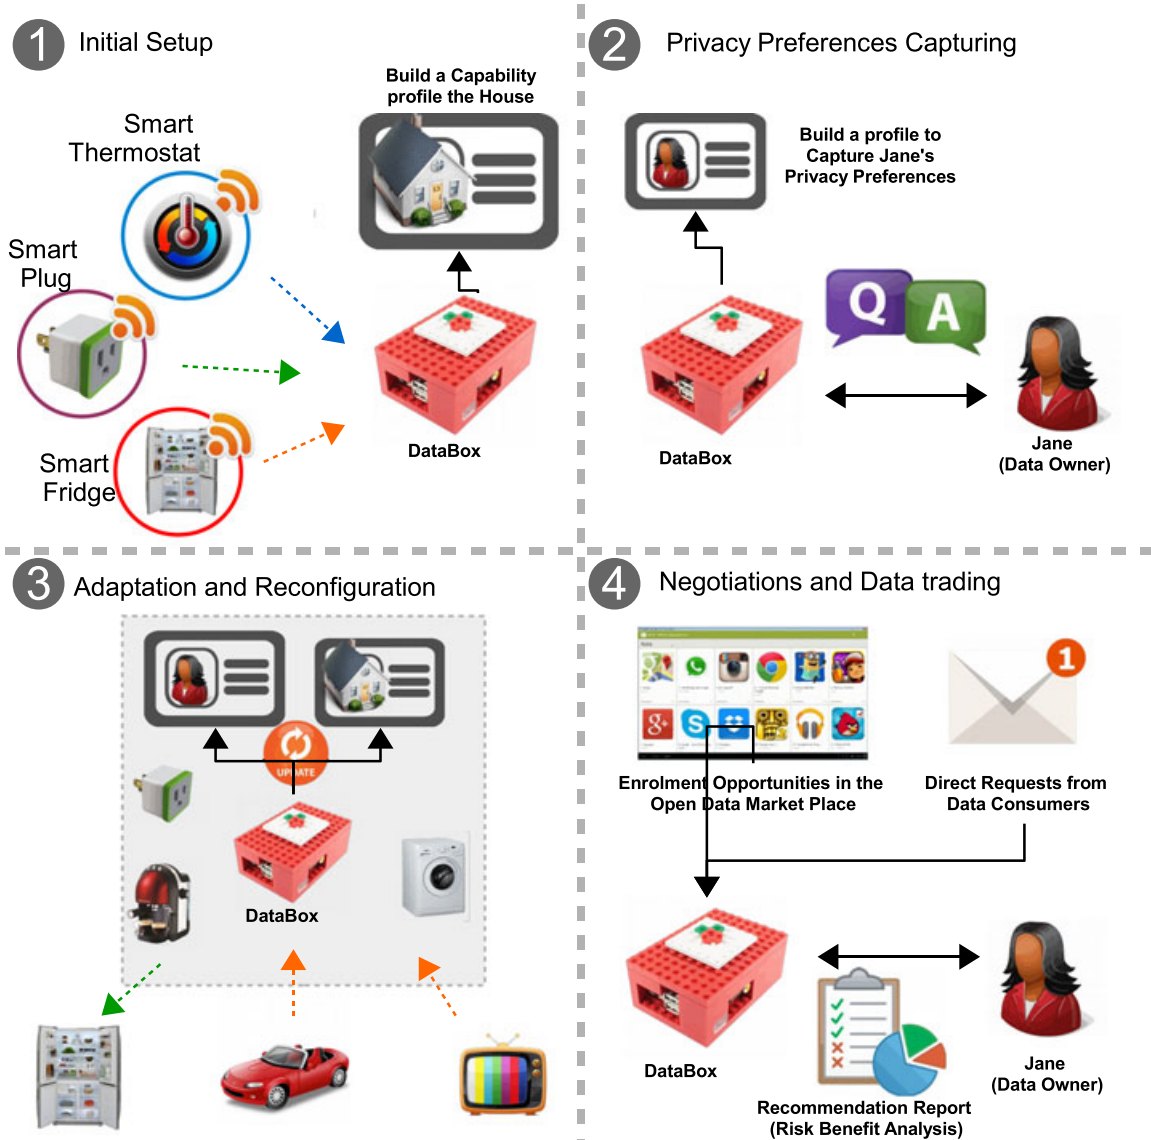 1
Initial Setup
Build a Capability
profile the House
Smart
Thermostat
Smart
Plug
Smart
Fridge
DataBox
2
Privacy Preferences Capturing
Build a profile to
Capture Jane's
Privacy Preferences
Q
A
DataBox
Jane
(Data Owner)
3
Adaptation and Reconfiguration
UPDATE
DataBox
4
Negotiations and Data trading
1
g+
S
Enrolment Opportunities in the
Open Data Market Place
Direct Requests from
Data Consumers
DataBox
Jane
(Data Owner)
Recommendation Report
(Risk Benefit Analysis)